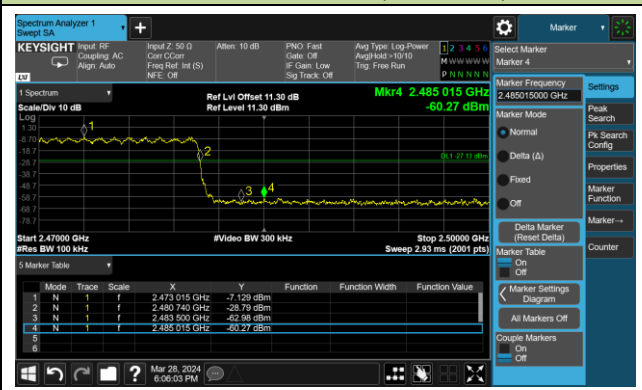 Spectrum Analyzer 1
Swept SA
Marker
KEYSIGHT
Input: RF
Coupling: AC
Align: Auto
Input Z: 50 Ω
Corr CCorr
Freq Ref: Int (S)
NFE: Off
Atten: 10 dB
PNO: Fast
Gate: Off
IF Gain: Low
Sig Track: Off
Avg Type: Log-Power
Avg|Hold:>10/10
Trig: Free Run
1 2 3 4 5 6
M W W W W W
P N N N N N
LXI
Select Marker
Marker 4
1 Spectrum
Scale/Div 10 dB
Ref Lvl Offset 11.30 dB
Ref Level 11.30 dBm
Mkr4 2.485 015 GHz
-60.27 dBm
Log
1.30
-8.70
-18.7
-28.7
-38.7
-48.7
-58.7
-68.7
-78.7
1
2
3
4
DL1 -27.13 dBm
Start 2.47000 GHz
#Res BW 100 kHz
#Video BW 300 kHz
Stop 2.50000 GHz
Sweep 2.93 ms (2001 pts)
5 Marker Table
Mode Trace Scale X Y Function Function Width Function Value
1 N 1 f 2.473 015 GHz -7.129 dBm
2 N 1 f 2.480 740 GHz -28.79 dBm
3 N 1 f 2.483 500 GHz -62.98 dBm
4 N 1 f 2.485 015 GHz -60.27 dBm
5
6
Marker Frequency
2.485015000 GHz
Marker Mode
Normal
Delta (Δ)
Fixed
Off
Delta Marker
(Reset Delta)
Marker Table
On
Off
Marker Settings
Diagram
All Markers Off
Couple Markers
On
Off
Settings
Peak
Search
Pk Search
Config
Properties
Marker
Function
Marker→
Counter
Mar 28, 2024
6:06:03 PM